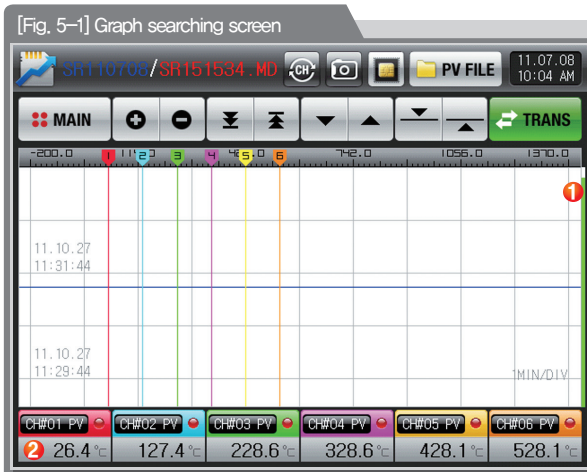 [Fig. 5-1] Graph searching screen
SR110708/SR151534.MD CH PV FILE 11.07.08
10:04 AM
MAIN TRANS
-200.0 742.0 1056.0 1370.0
1 2 3 4 5 6
1
11.10.27
11:31:44
11.10.27
11:29:44
1MIN/DIV
CH#01 PV CH#02 PV CH#03 PV CH#04 PV CH#05 PV CH#06 PV
2 26.4℃ 127.4℃ 228.6℃ 328.6℃ 428.1℃ 528.1℃